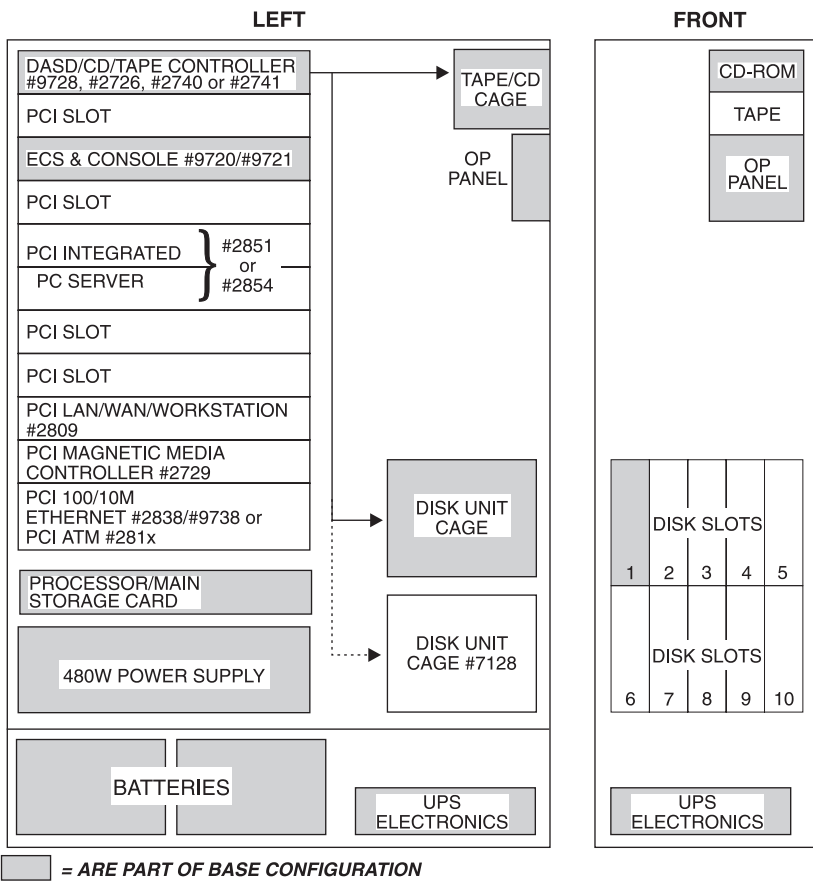 LEFT
DASD/CD/TAPE CONTROLLER
#9728, #2726, #2740 or #2741
PCI SLOT
ECS & CONSOLE #9720/#9721
PCI SLOT
PCI INTEGRATED
PC SERVER
#2851
or
#2854
PCI SLOT
PCI SLOT
PCI LAN/WAN/WORKSTATION
#2809
PCI MAGNETIC MEDIA
CONTROLLER #2729
PCI 100/10M
ETHERNET #2838/#9738 or
PCI ATM #281x
PROCESSOR/MAIN
STORAGE CARD
480W POWER SUPPLY
BATTERIES
TAPE/CD
CAGE
OP
PANEL
DISK UNIT
CAGE
DISK UNIT
CAGE #7128
UPS
ELECTRONICS
FRONT
CD-ROM
TAPE
OP
PANEL
DISK SLOTS
1 2 3 4 5
DISK SLOTS
6 7 8 9 10
UPS
ELECTRONICS
= ARE PART OF BASE CONFIGURATION